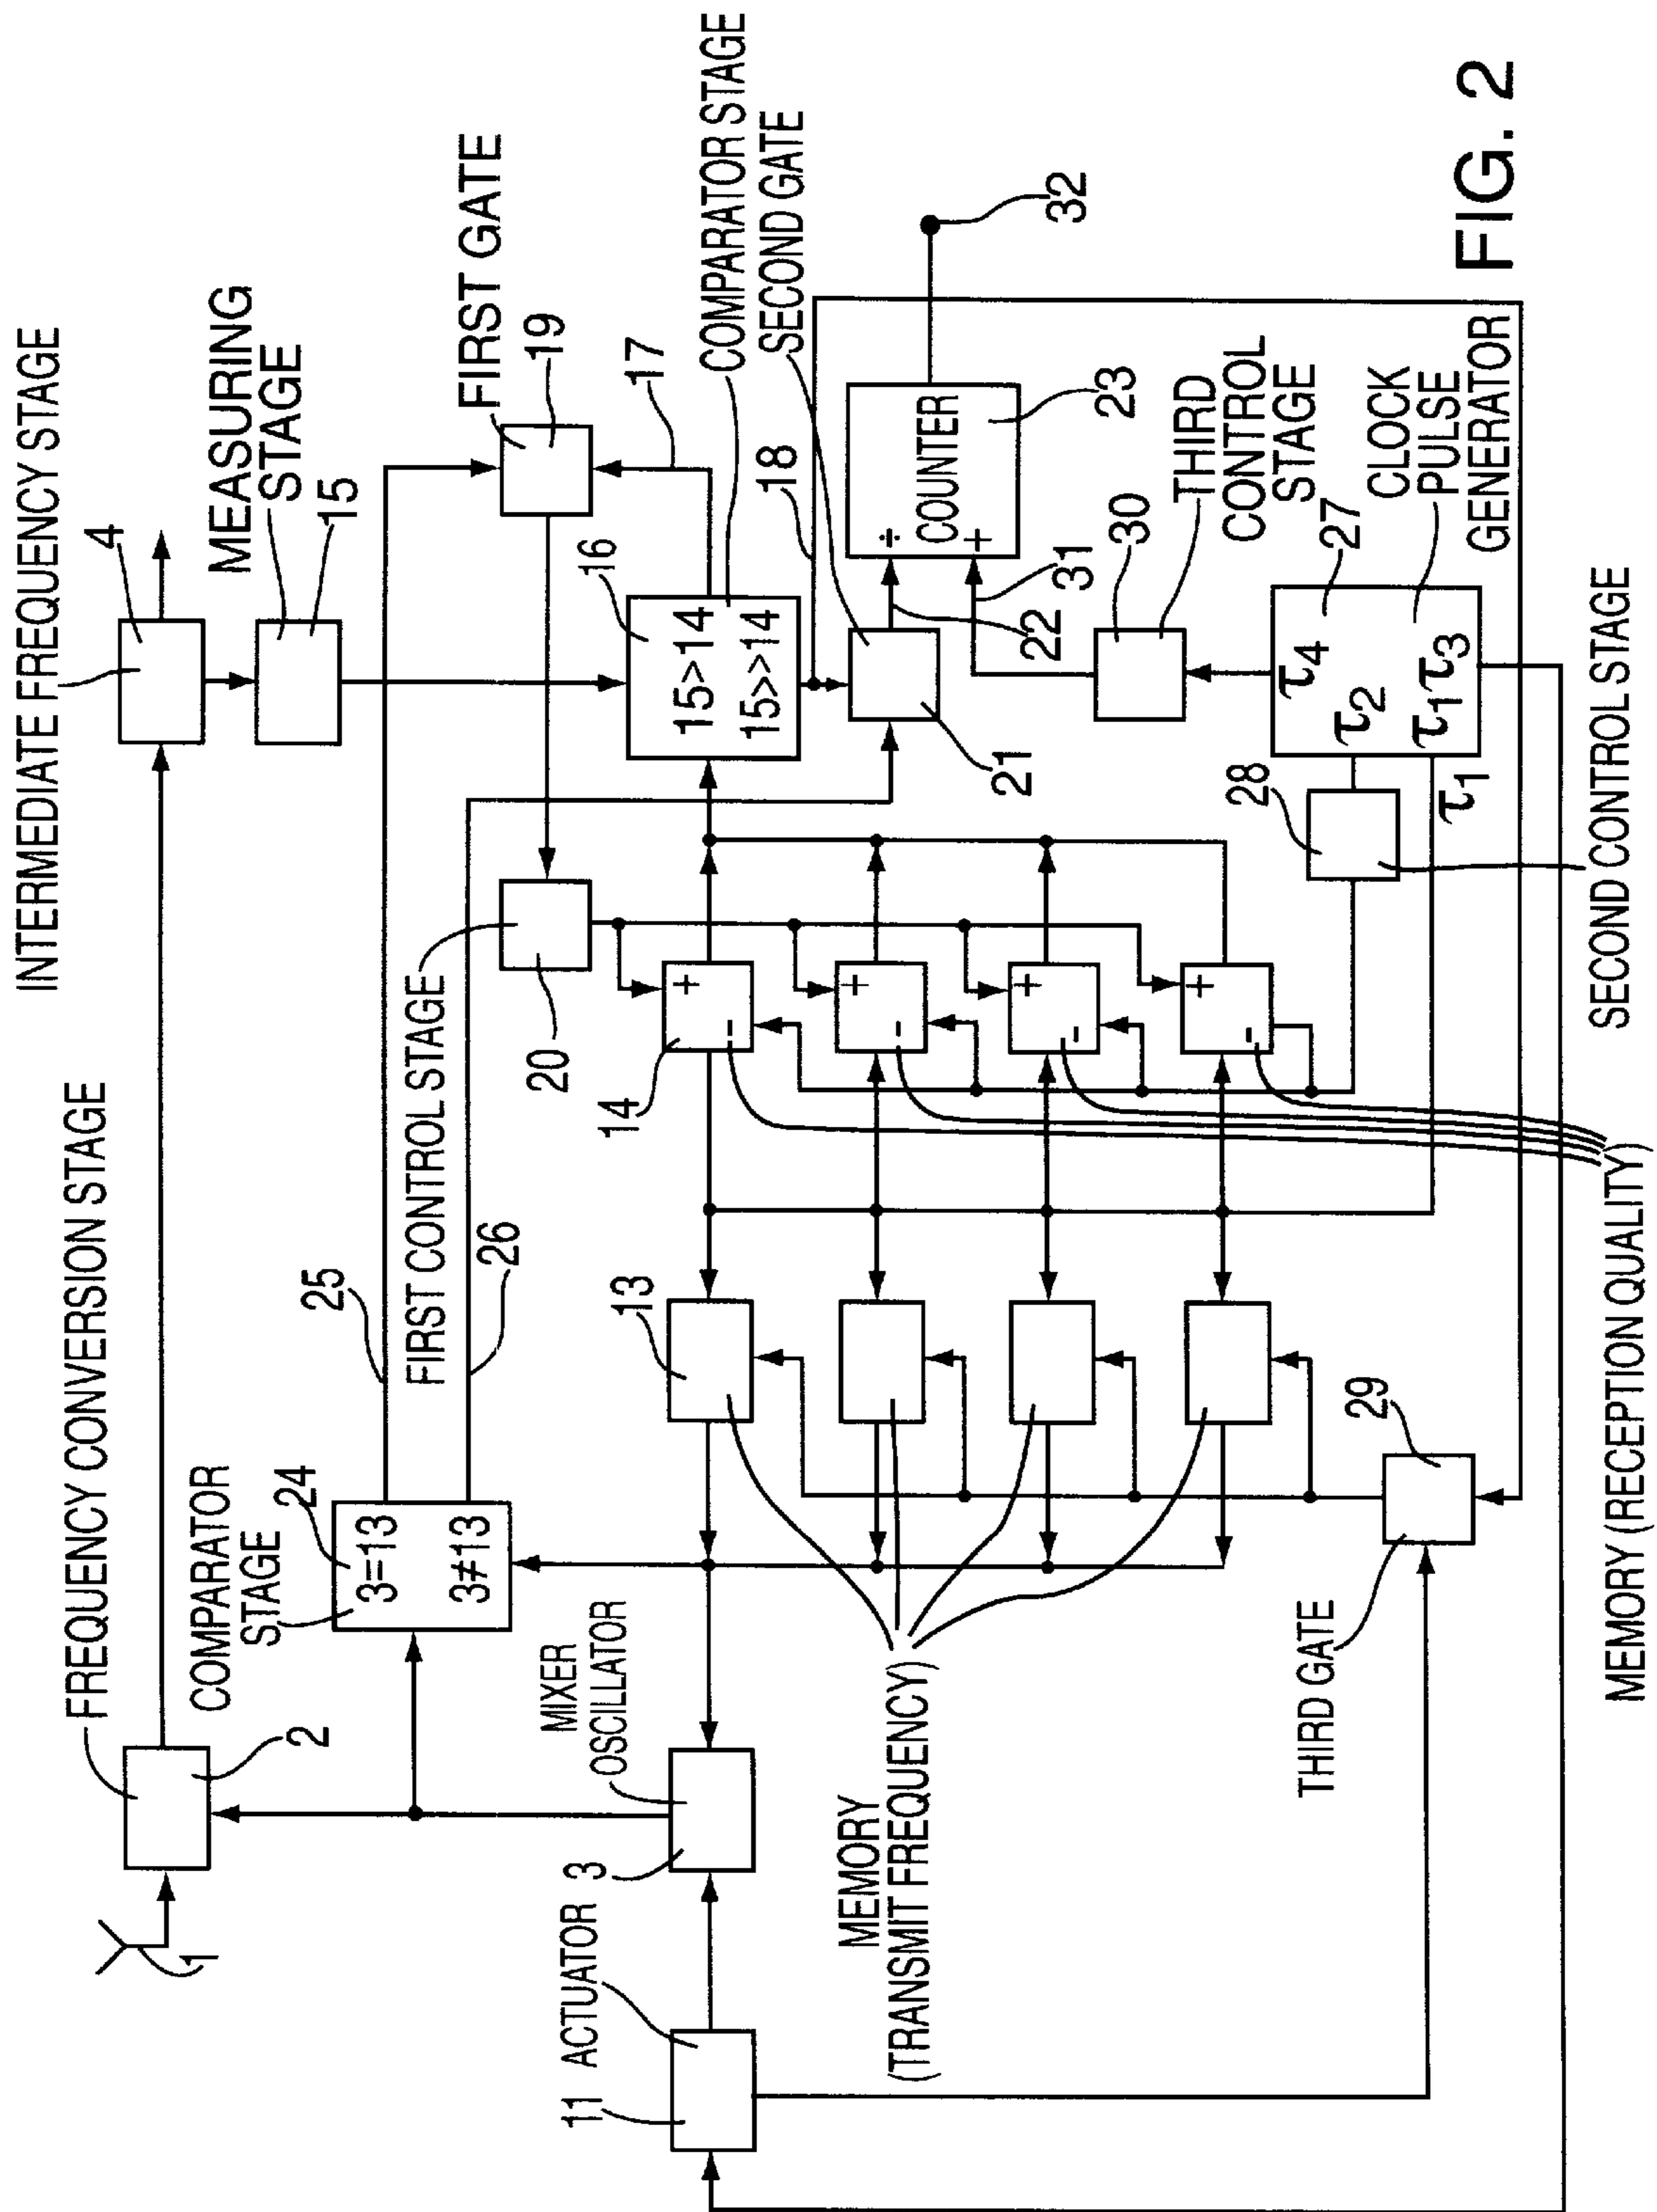 INTERMEDIATE FREQUENCY STAGE
4
MEASURING
STAGE
15
FIRST GATE
19
17
COMPARATOR STAGE
SECOND GATE
16
15>14
15>>14
18
COUNTER
÷
+
23
32
22
31
21
30
THIRD
CONTROL
STAGE
27
CLOCK
PULSE
GENERATOR
τ4
τ2
τ1 τ3
τ1
28
SECOND CONTROL STAGE
FIRST CONTROL STAGE
20
14
+
-
+
-
+
-
+
-
MEMORY (RECEPTION QUALITY)
FREQUENCY CONVERSION STAGE
2
1
COMPARATOR
STAGE
24
3=13
3≠13
25
26
13
MIXER
OSCILLATOR
3
ACTUATOR
11
MEMORY
(TRANSMIT FREQUENCY)
THIRD GATE
29
FIG. 2